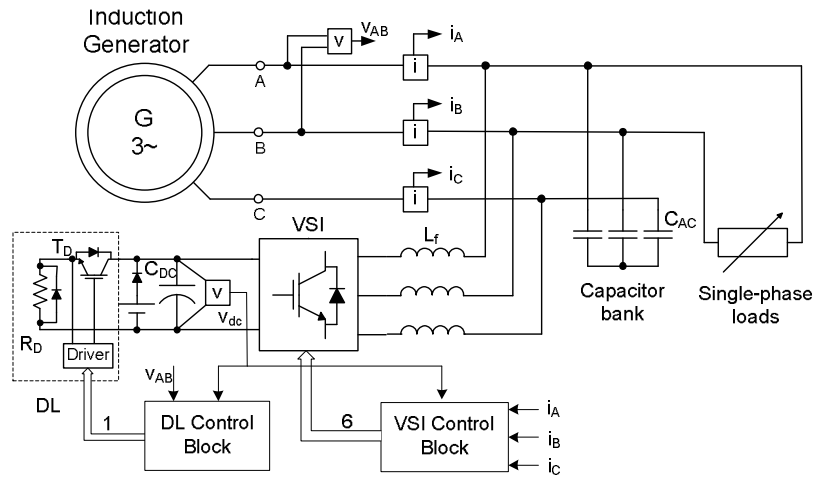 Induction
Generator
v
vAB
iA
i
A
G
3~
iB
i
B
iC
i
C
VSI
Lf
CAC
TD
CDC
v
vdc
RD
Driver
Capacitor
bank
Single-phase
loads
DL
1
vAB
DL Control
Block
6
VSI Control
Block
iA
iB
iC